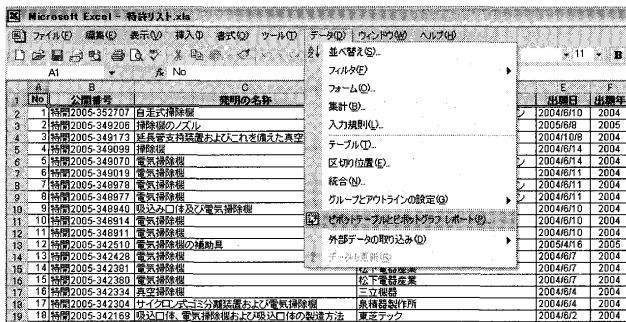 Microsoft Excel - 特許リスト.xls
ファイル(F) 編集(E) 表示(V) 挿入(I) 書式(O) ツール(T) データ(D) ウィンドウ(W) ヘルプ(H)
11 B
A1 fx No
並べ替え(S)...
フィルタ(F)
フォーム(O)...
集計(B)...
入力規則(L)...
テーブル(T)...
区切り位置(E)...
統合(N)...
グループとアウトラインの設定(G)
ピボットテーブルとピボットグラフ レポート(P)...
外部データの取り込み(D)
データの更新(R)
A B C E F
1 No 公開番号 発明の名称 出願日 出願年
2 1 特開2005-352707 自走式掃除機 2004/6/10 2004
3 2 特開2005-349206 掃除機のノズル 2005/6/8 2005
4 3 特開2005-349173 延長管支持装置およびこれを備えた真空 2004/10/8 2004
5 4 特開2005-349099 掃除機 2004/6/14 2004
6 5 特開2005-349070 電気掃除機 2004/6/14 2004
7 6 特開2005-349019 電気掃除機 2004/6/11 2004
8 7 特開2005-348978 電気掃除機 2004/6/11 2004
9 8 特開2005-348977 電気掃除機 2004/6/11 2004
10 9 特開2005-348940 吸込み口体及び電気掃除機 2004/6/10 2004
11 10 特開2005-348914 電気掃除機 2004/6/10 2004
12 11 特開2005-348911 電気掃除機 2004/6/10 2004
13 12 特開2005-342510 電気掃除機の補助具 2005/4/16 2005
14 13 特開2005-342428 電気掃除機 2004/6/7 2004
15 14 特開2005-342381 電気掃除機 松下電器産業 2004/6/7 2004
16 15 特開2005-342380 電気掃除機 松下電器産業 2004/6/7 2004
17 16 特開2005-342334 真空掃除機 三立機器 2004/6/4 2004
18 17 特開2005-342304 サイクロン式ゴミ分離装置および電気掃除機 泉精器製作所 2004/6/4 2004
19 18 特開2005-342169 吸込口体、電気掃除機および吸込口体の製造方法 東芝テック 2004/6/2 2004